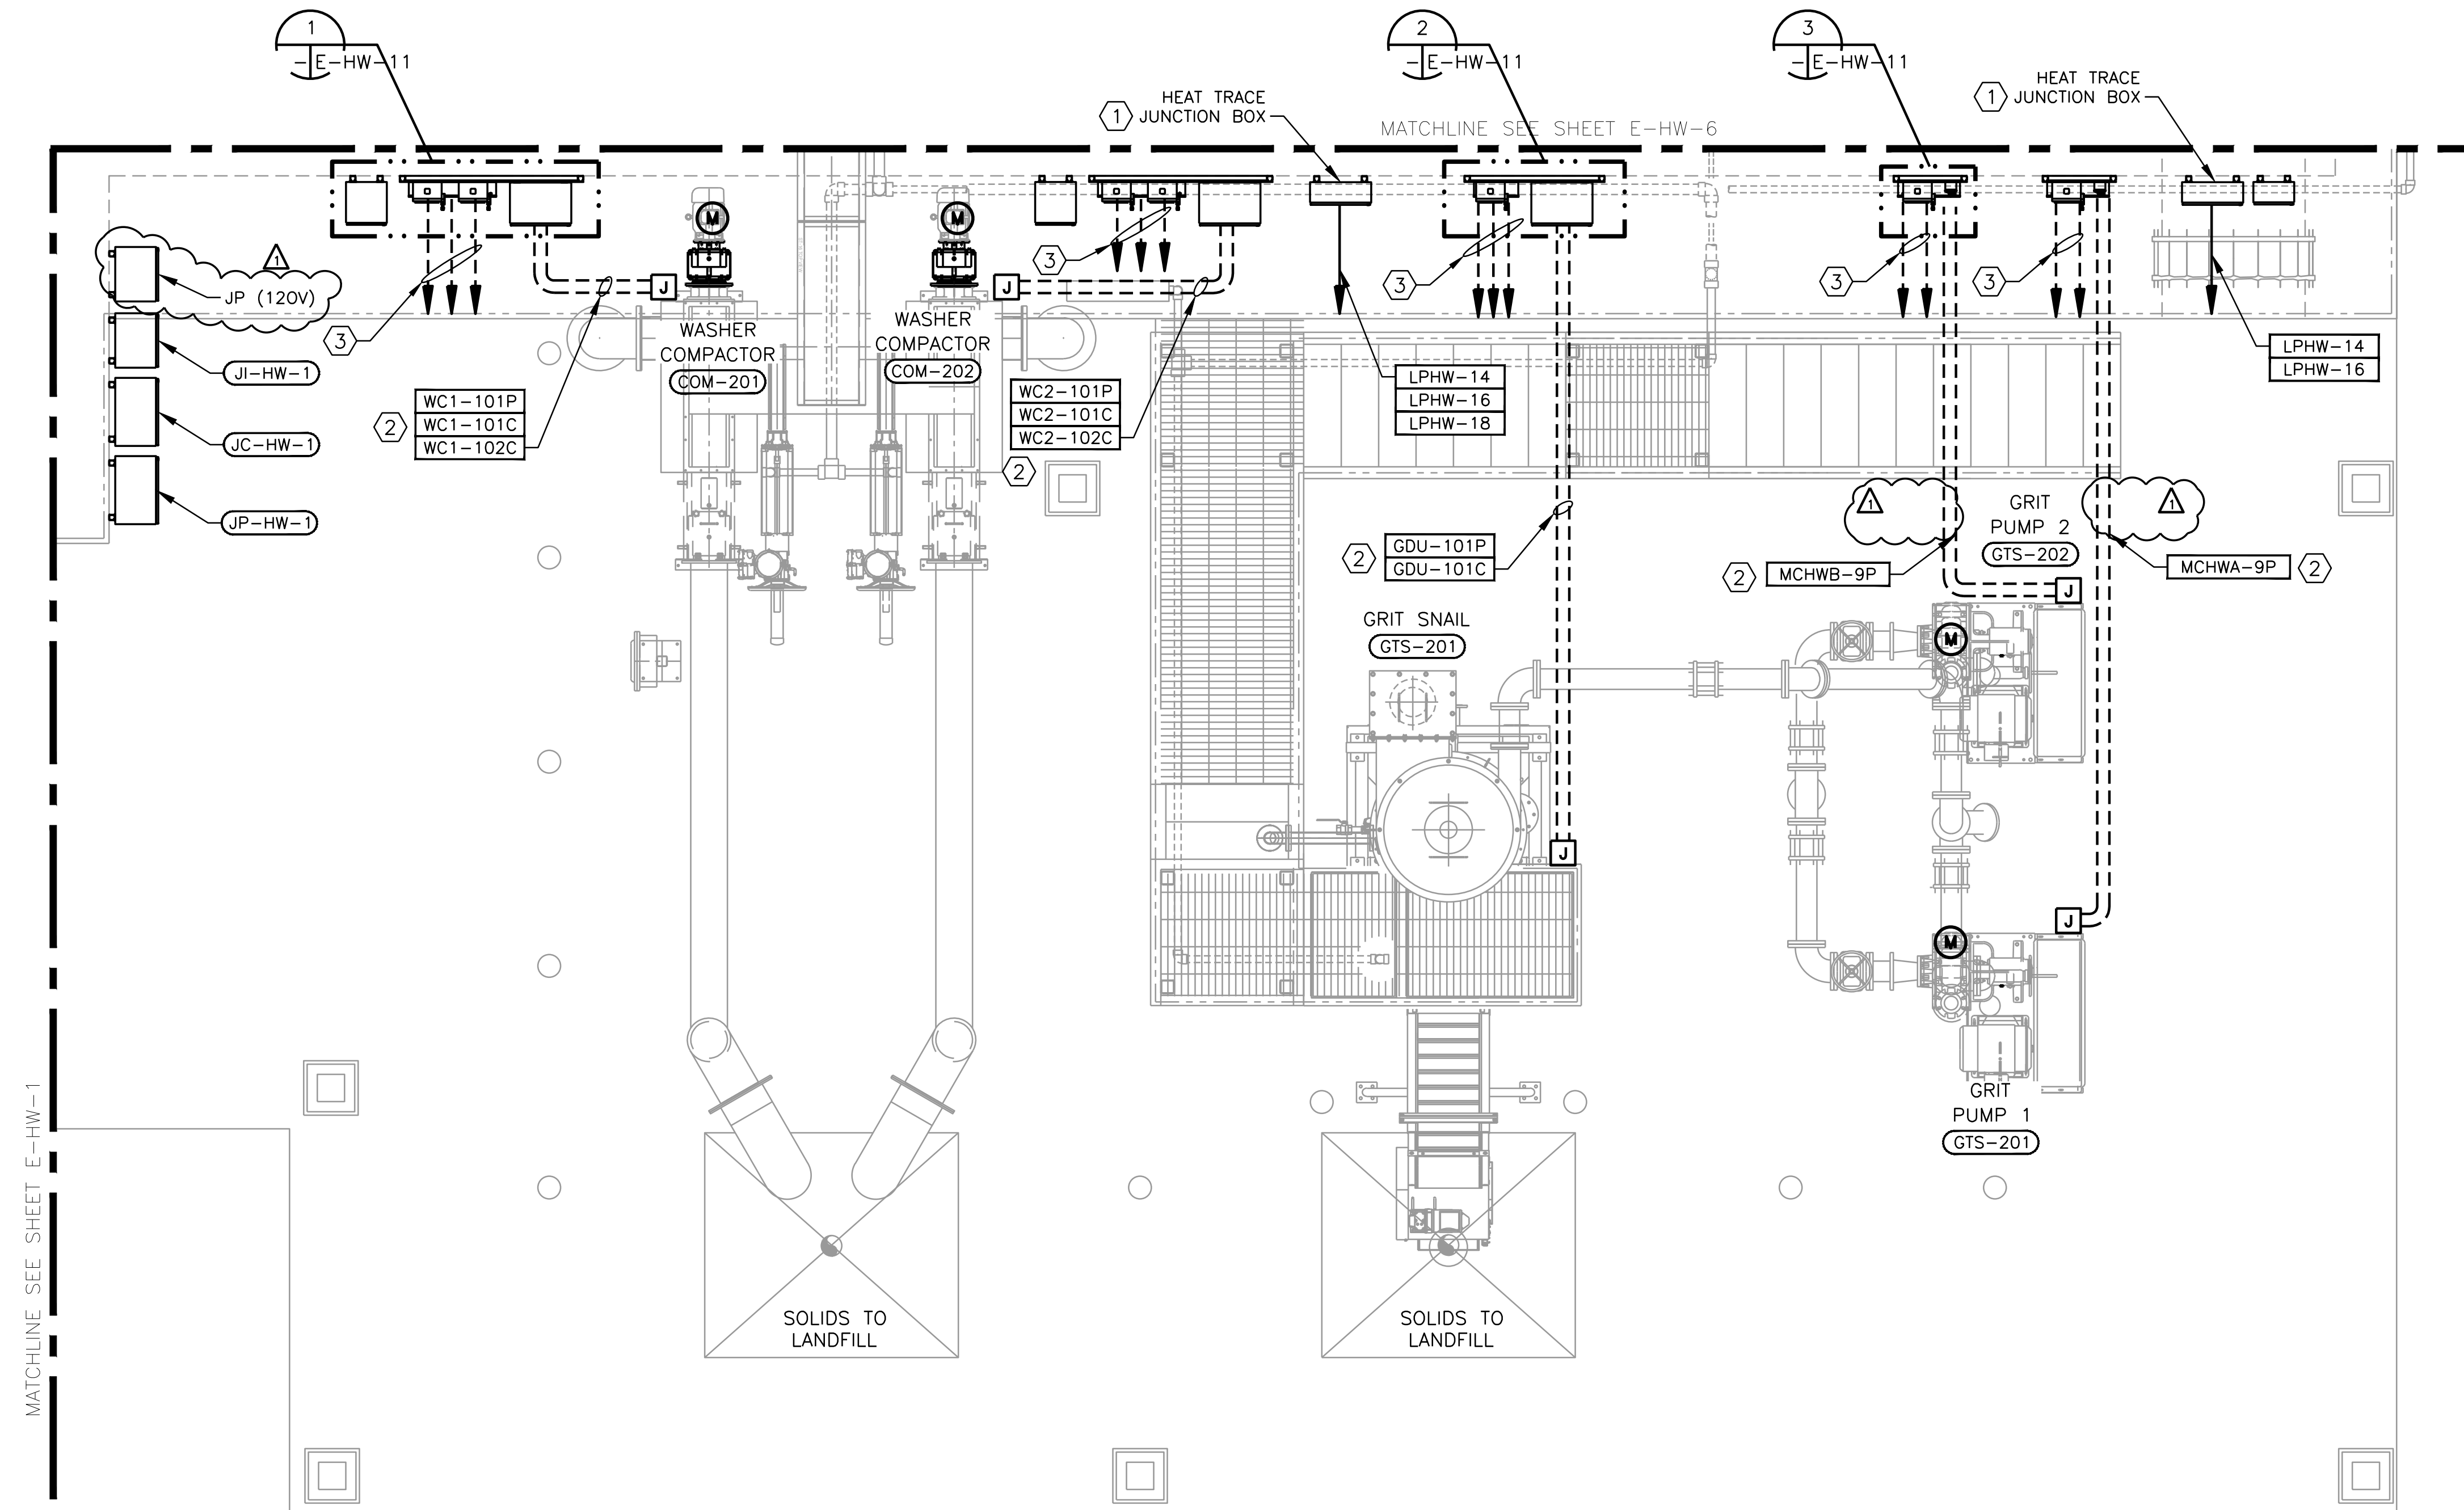 1
- E-HW-11
2
- E-HW-11
3
- E-HW-11
1
HEAT TRACE
JUNCTION BOX
MATCHLINE SEE SHEET E-HW-6
1
HEAT TRACE
JUNCTION BOX
1
JP (120V)
JI-HW-1
JC-HW-1
JP-HW-1
3
2
WC1-101P
WC1-101C
WC1-102C
J
M
WASHER
COMPACTOR
COM-201
M
WASHER
COMPACTOR
COM-202
J
3
WC2-101P
WC2-101C
WC2-102C
2
LPHW-14
LPHW-16
LPHW-18
3
3
3
LPHW-14
LPHW-16
2
GDU-101P
GDU-101C
GRIT SNAIL
GTS-201
J
1
GRIT
PUMP 2
GTS-202
1
2
MCHWB-9P
MCHWA-9P
2
J
M
J
M
GRIT
PUMP 1
GTS-201
SOLIDS TO
LANDFILL
SOLIDS TO
LANDFILL
MATCHLINE SEE SHEET E-HW-1